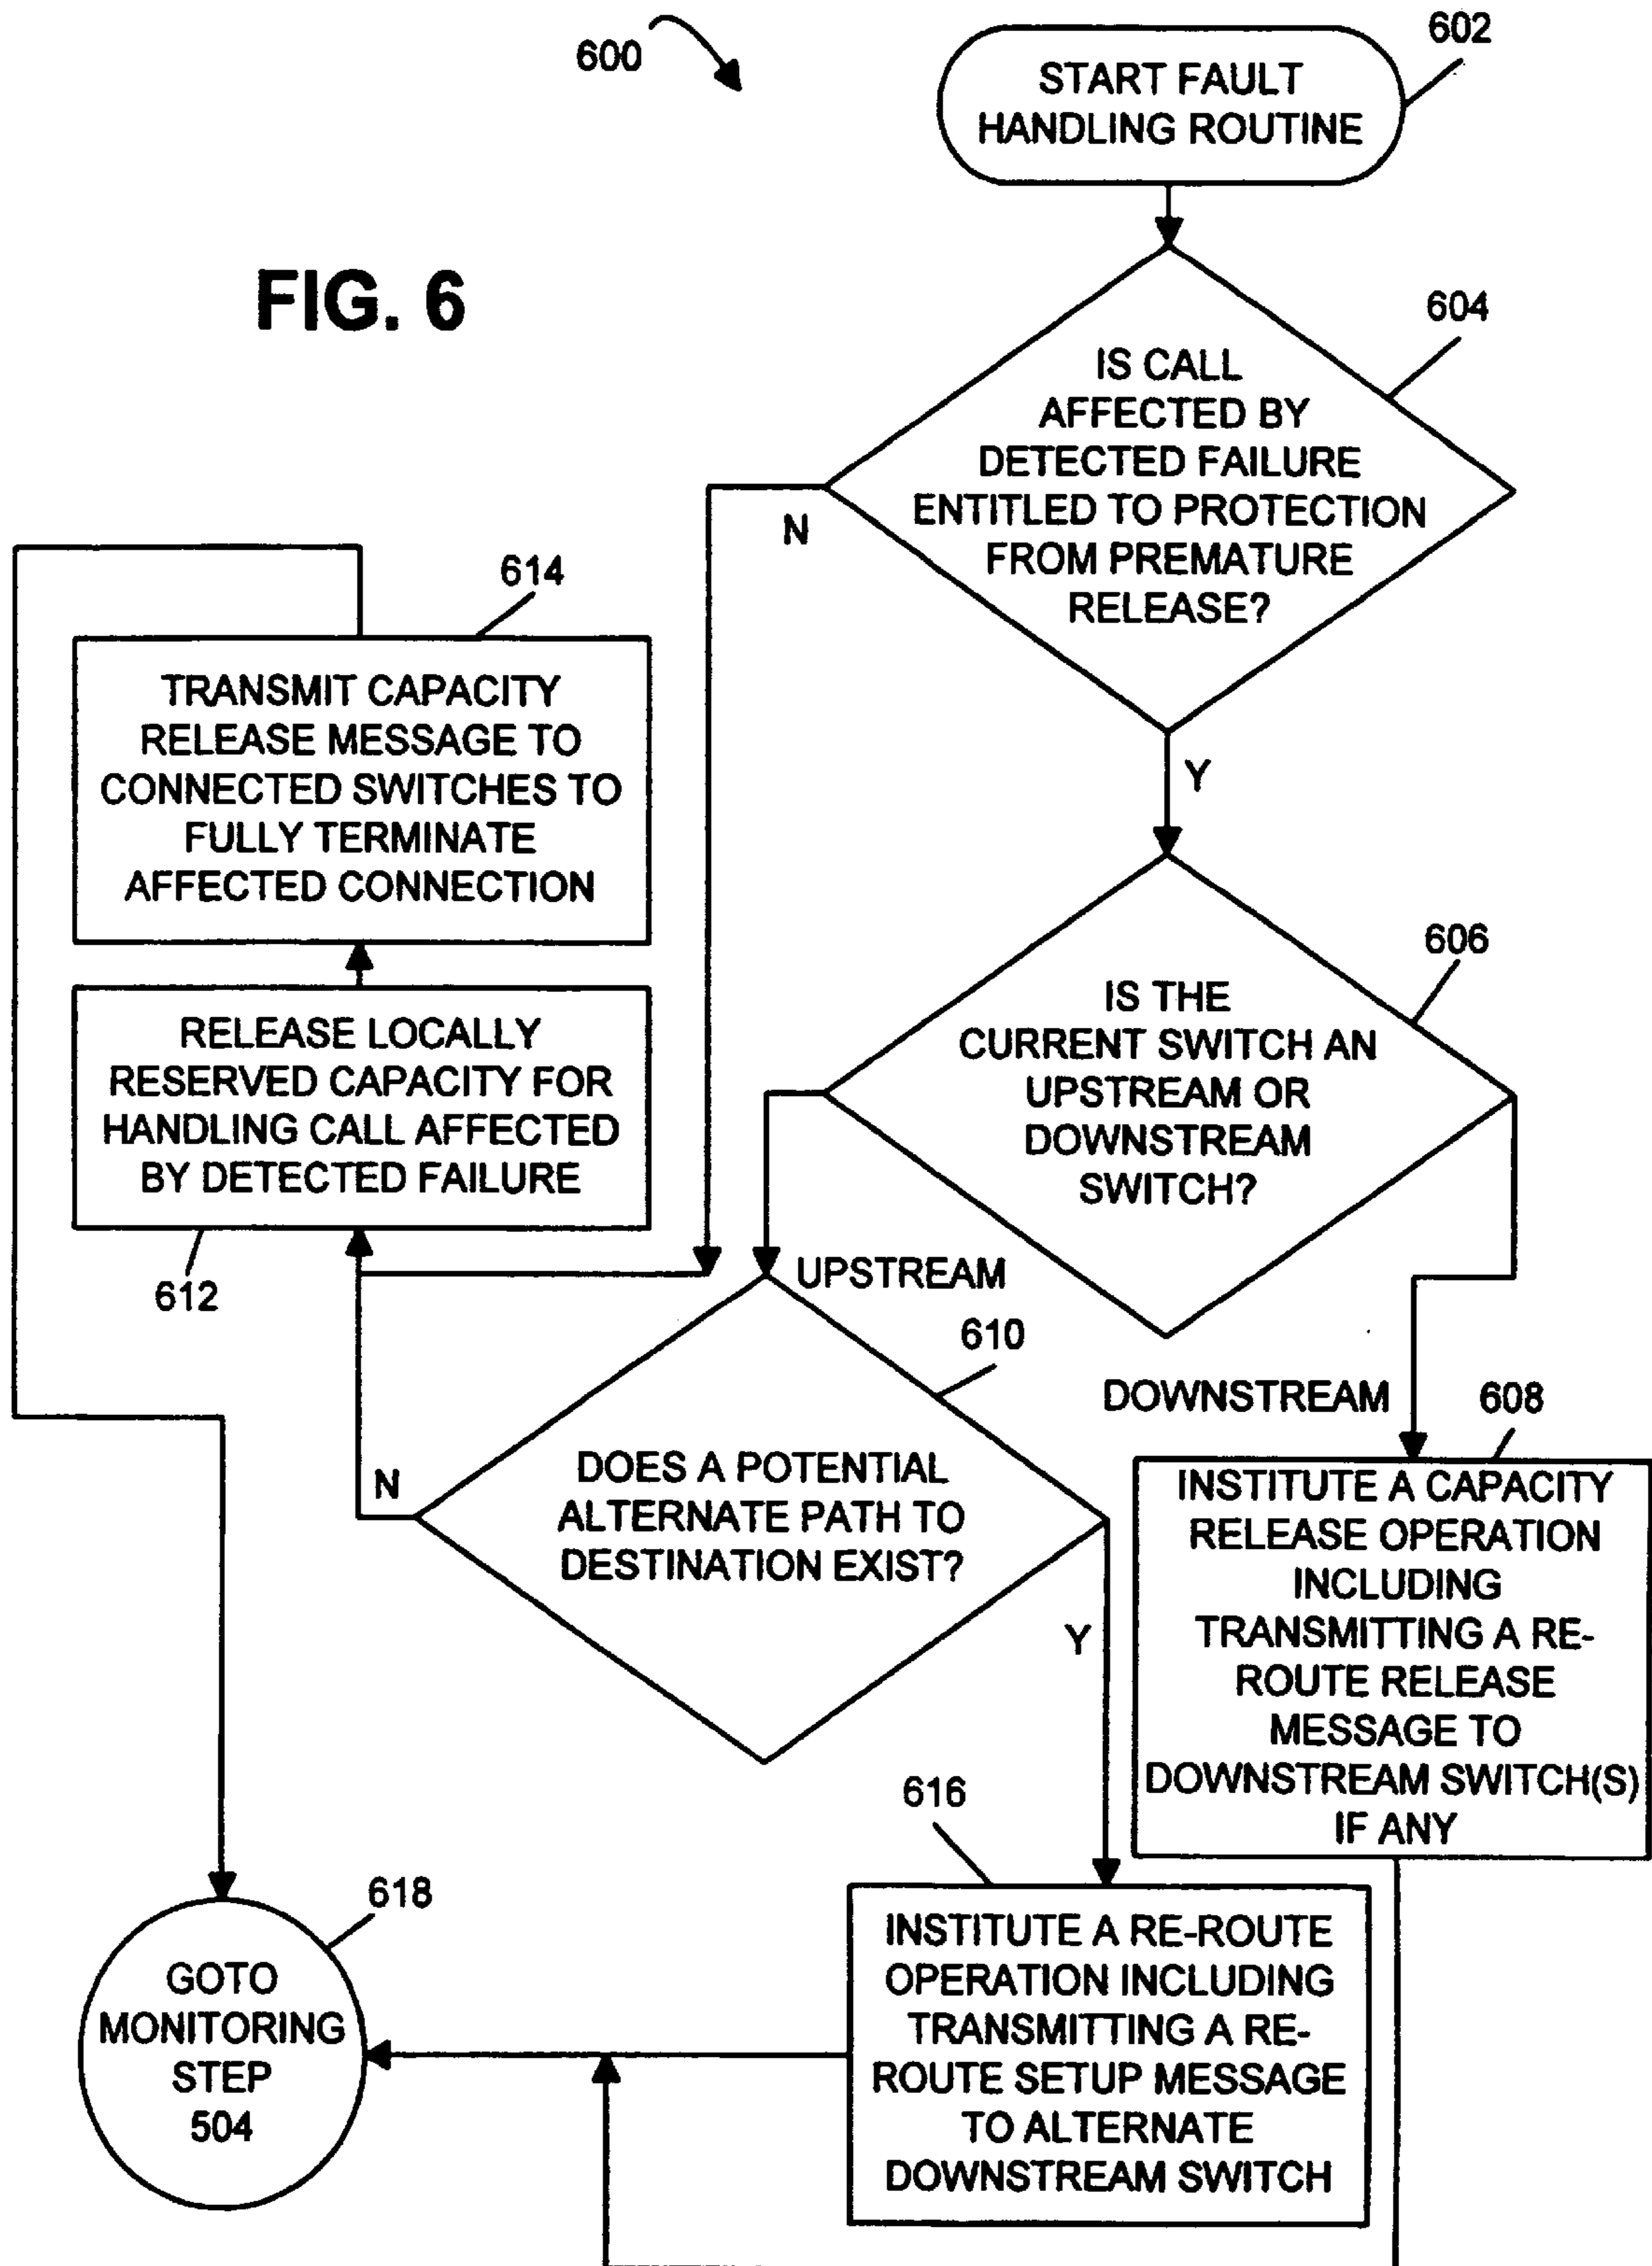 600
602
START FAULT
HANDLING ROUTINE
FIG. 6
604
IS CALL
AFFECTED BY
DETECTED FAILURE
ENTITLED TO PROTECTION
FROM PREMATURE
RELEASE?
N
Y
614
TRANSMIT CAPACITY
RELEASE MESSAGE TO
CONNECTED SWITCHES TO
FULLY TERMINATE
AFFECTED CONNECTION
606
IS THE
CURRENT SWITCH AN
UPSTREAM OR
DOWNSTREAM
SWITCH?
RELEASE LOCALLY
RESERVED CAPACITY FOR
HANDLING CALL AFFECTED
BY DETECTED FAILURE
612
UPSTREAM
610
DOES A POTENTIAL
ALTERNATE PATH TO
DESTINATION EXIST?
N
Y
DOWNSTREAM
608
INSTITUTE A CAPACITY
RELEASE OPERATION
INCLUDING
TRANSMITTING A RE-
ROUTE RELEASE
MESSAGE TO
DOWNSTREAM SWITCH(S)
IF ANY
616
INSTITUTE A RE-ROUTE
OPERATION INCLUDING
TRANSMITTING A RE-
ROUTE SETUP MESSAGE
TO ALTERNATE
DOWNSTREAM SWITCH
618
GOTO
MONITORING
STEP
504